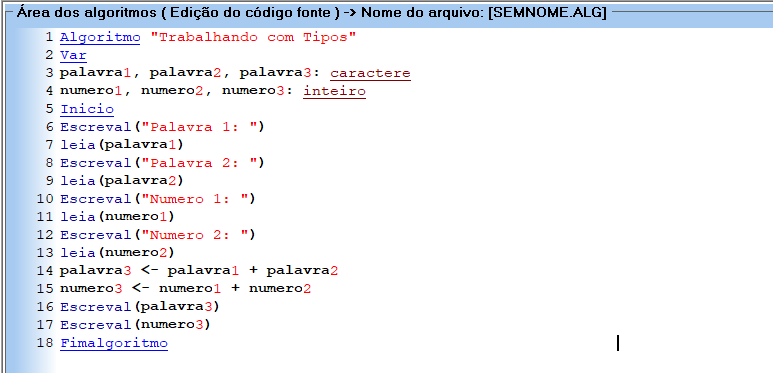 Área dos algoritmos ( Edição do código fonte ) -> Nome do arquivo: [SEMNOME.ALG]
1 Algoritmo "Trabalhando com Tipos"
2 Var
3 palavra1, palavra2, palavra3: caractere
4 numero1, numero2, numero3: inteiro
5 Inicio
6 Escreval("Palavra 1: ")
7 leia(palavra1)
8 Escreval("Palavra 2: ")
9 leia(palavra2)
10 Escreval("Numero 1: ")
11 leia(numero1)
12 Escreval("Numero 2: ")
13 leia(numero2)
14 palavra3 <- palavra1 + palavra2
15 numero3 <- numero1 + numero2
16 Escreval(palavra3)
17 Escreval(numero3)
18 Fimalgoritmo